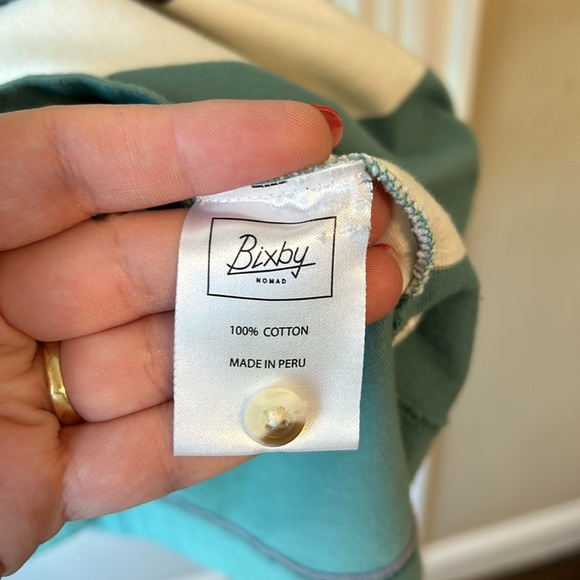 Bixby
NOMAD
100% COTTON
MADE IN PERU